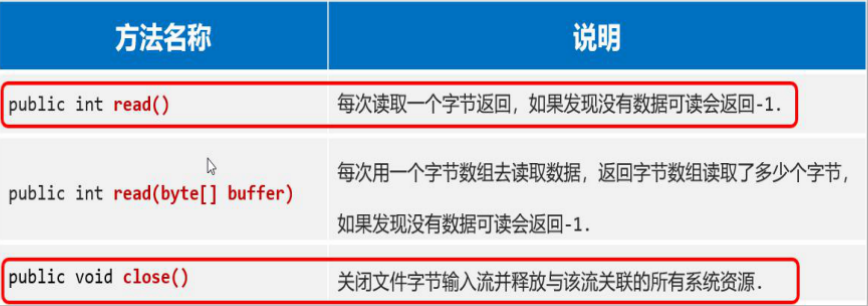 方法名称 说明
public int read() 每次读取一个字节返回，如果发现没有数据可读会返回-1.
public int read(byte[] buffer) 每次用一个字节数组去读取数据，返回字节数组读取了多少个字节，
如果发现没有数据可读会返回-1.
public void close() 关闭文件字节输入流并释放与该流关联的所有系统资源.